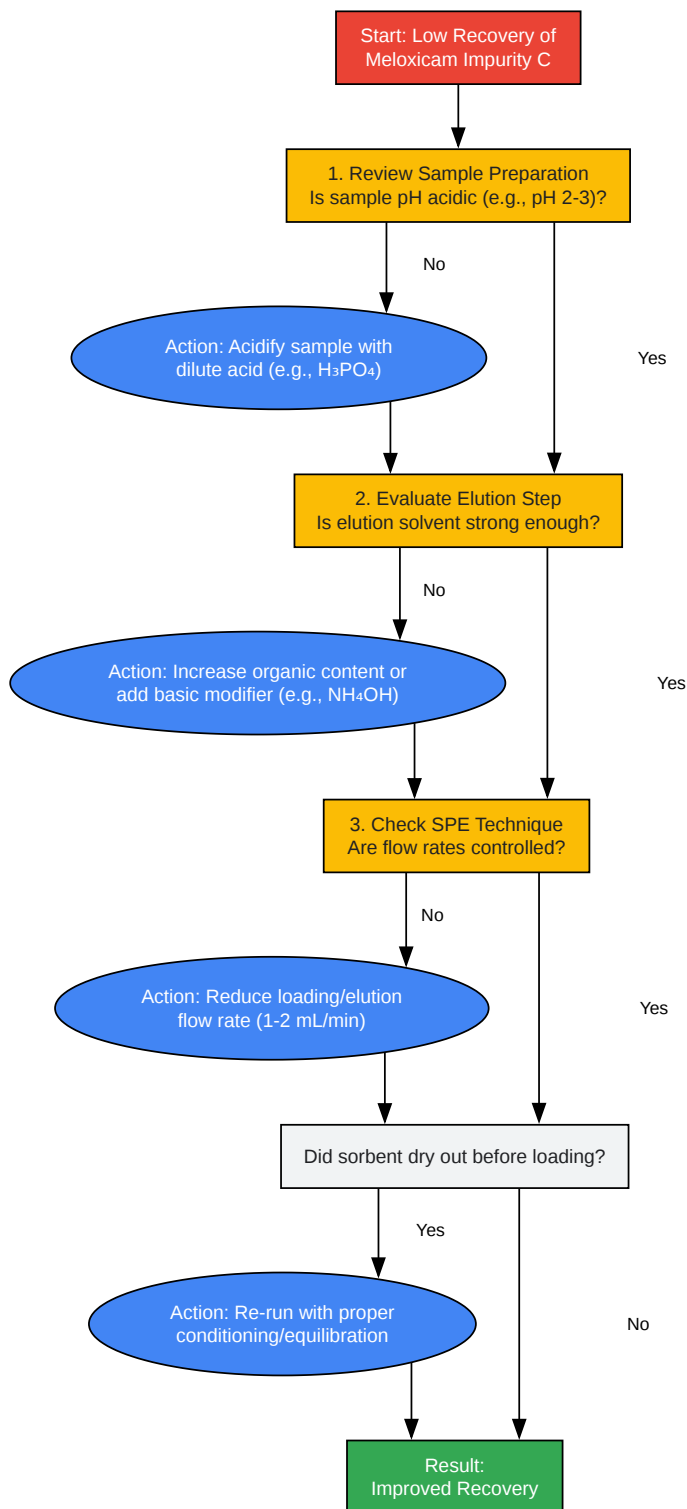 Start: Low Recovery of
Meloxicam Impurity C
1. Review Sample Preparation
Is sample pH acidic (e.g., pH 2-3)?
No
Action: Acidify sample with
dilute acid (e.g., H₃PO₄)
Yes
2. Evaluate Elution Step
Is elution solvent strong enough?
No
Action: Increase organic content or
add basic modifier (e.g., NH₄OH)
Yes
3. Check SPE Technique
Are flow rates controlled?
No
Action: Reduce loading/elution
flow rate (1-2 mL/min)
Yes
Did sorbent dry out before loading?
Yes
Action: Re-run with proper
conditioning/equilibration
No
Result:
Improved Recovery